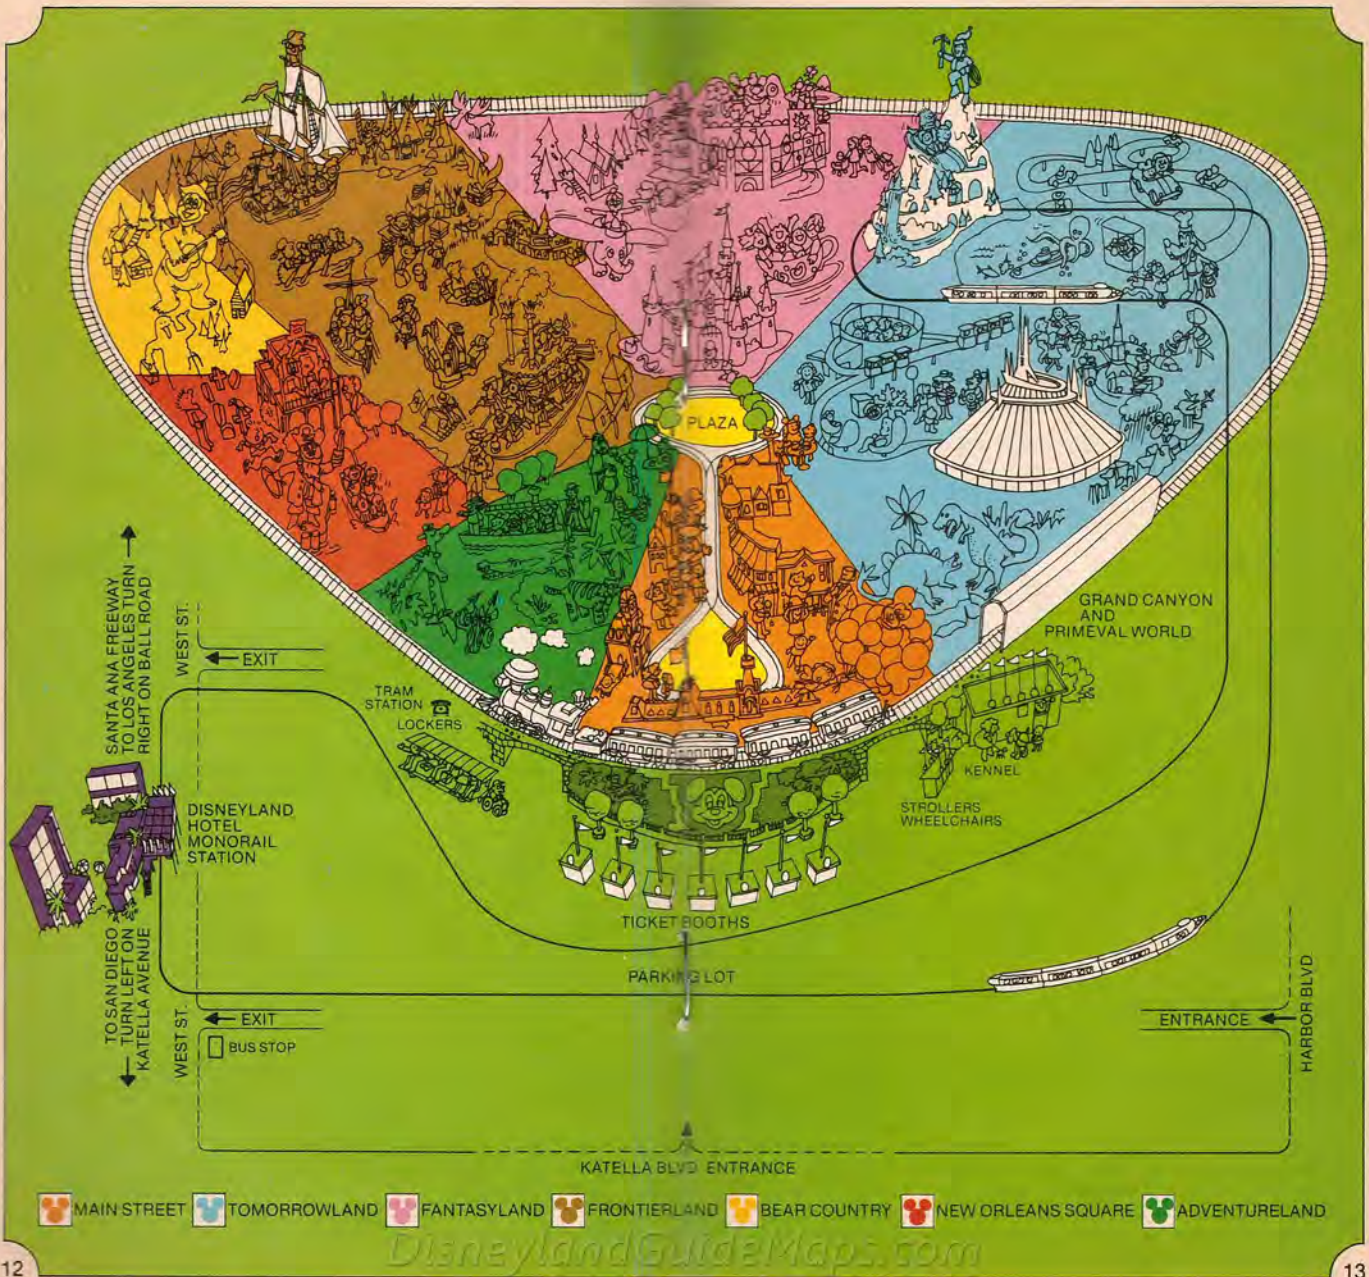 PLAZA
GRAND CANYON
AND
PRIMEVAL WORLD
SANTA ANA FREEWAY
TO LOS ANGELES TURN
RIGHT ON BALL ROAD
WEST ST.
EXIT
TRAM
STATION
LOCKERS
KENNEL
STROLLERS
WHEELCHAIRS
DISNEYLAND
HOTEL
MONORAIL
STATION
TICKET BOOTHS
PARKING LOT
TO SAN DIEGO
TURN LEFT ON
KATELLA AVENUE
WEST ST.
EXIT
BUS STOP
ENTRANCE
HARBOR BLVD
KATELLA BLVD ENTRANCE
MAIN STREET TOMORROWLAND FANTASYLAND FRONTIERLAND BEAR COUNTRY NEW ORLEANS SQUARE ADVENTURELAND
DisneylandGuideMaps.com
12
13